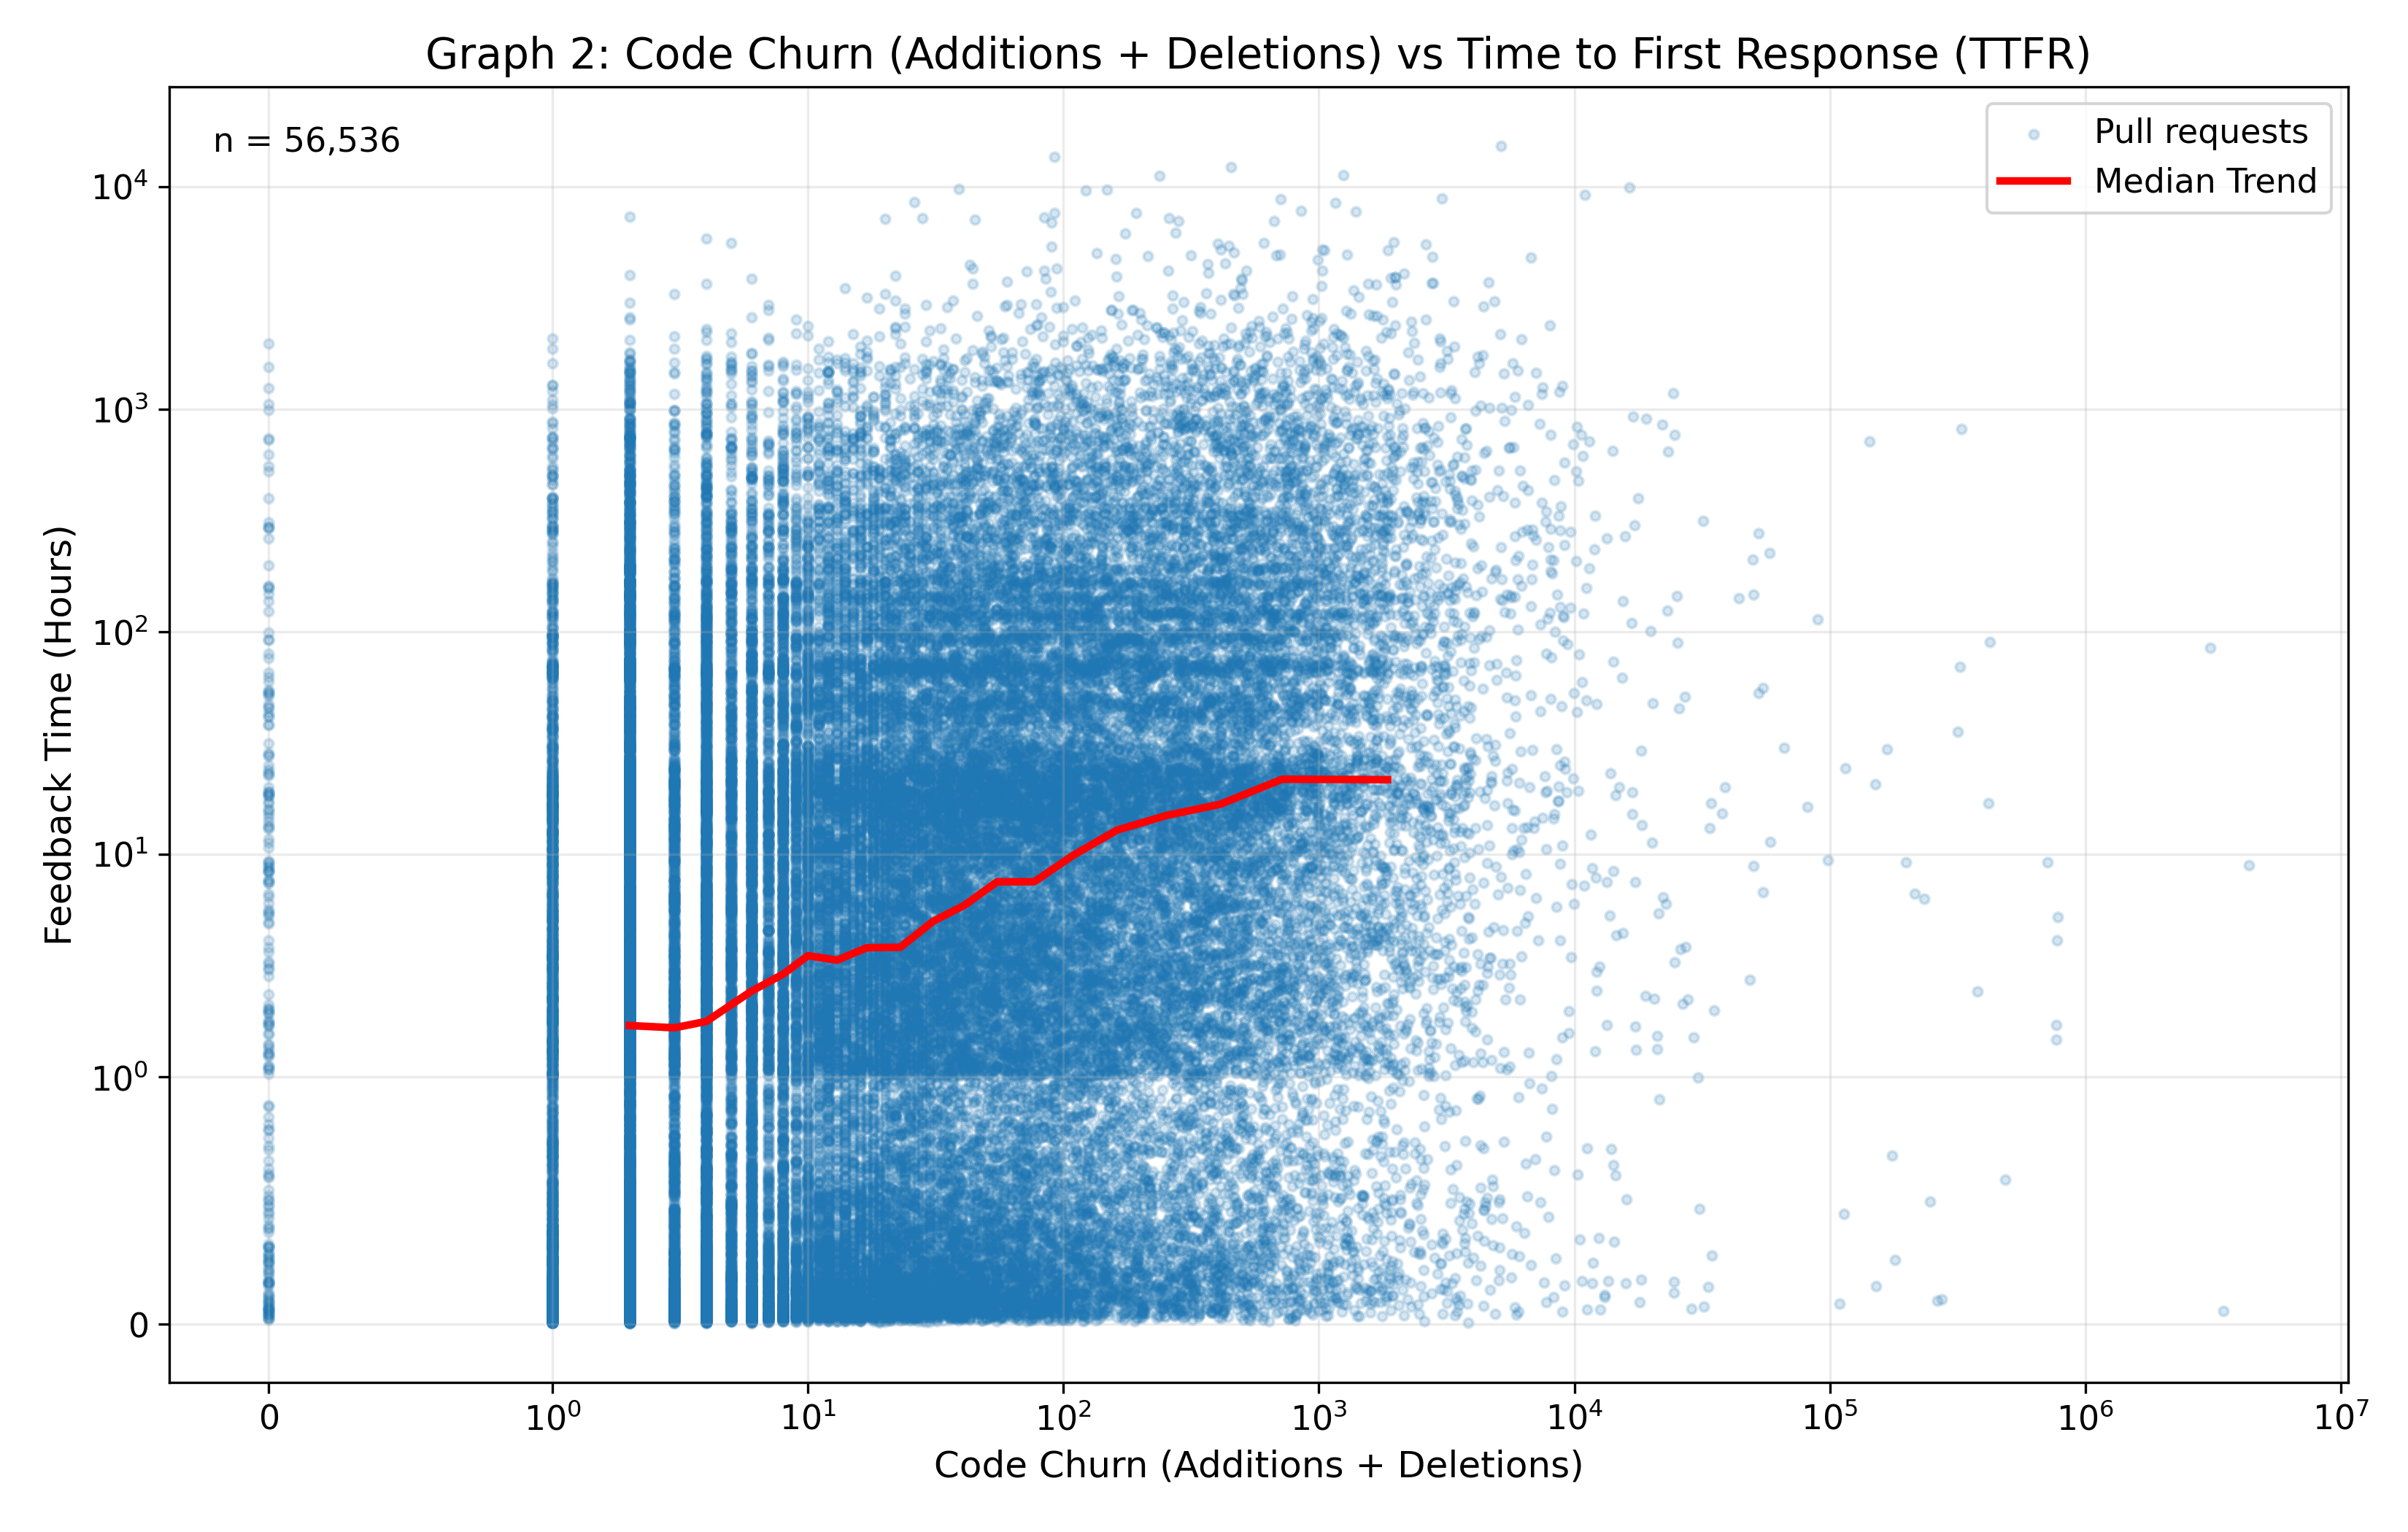 Graph 2: Code Churn (Additions + Deletions) vs Time to First Response (TTFR)
n = 56,536
Pull requests
Median Trend
Feedback Time (Hours)
10⁴
10³
10²
10¹
10⁰
0
0 10⁰ 10¹ 10² 10³ 10⁴ 10⁵ 10⁶ 10⁷
Code Churn (Additions + Deletions)